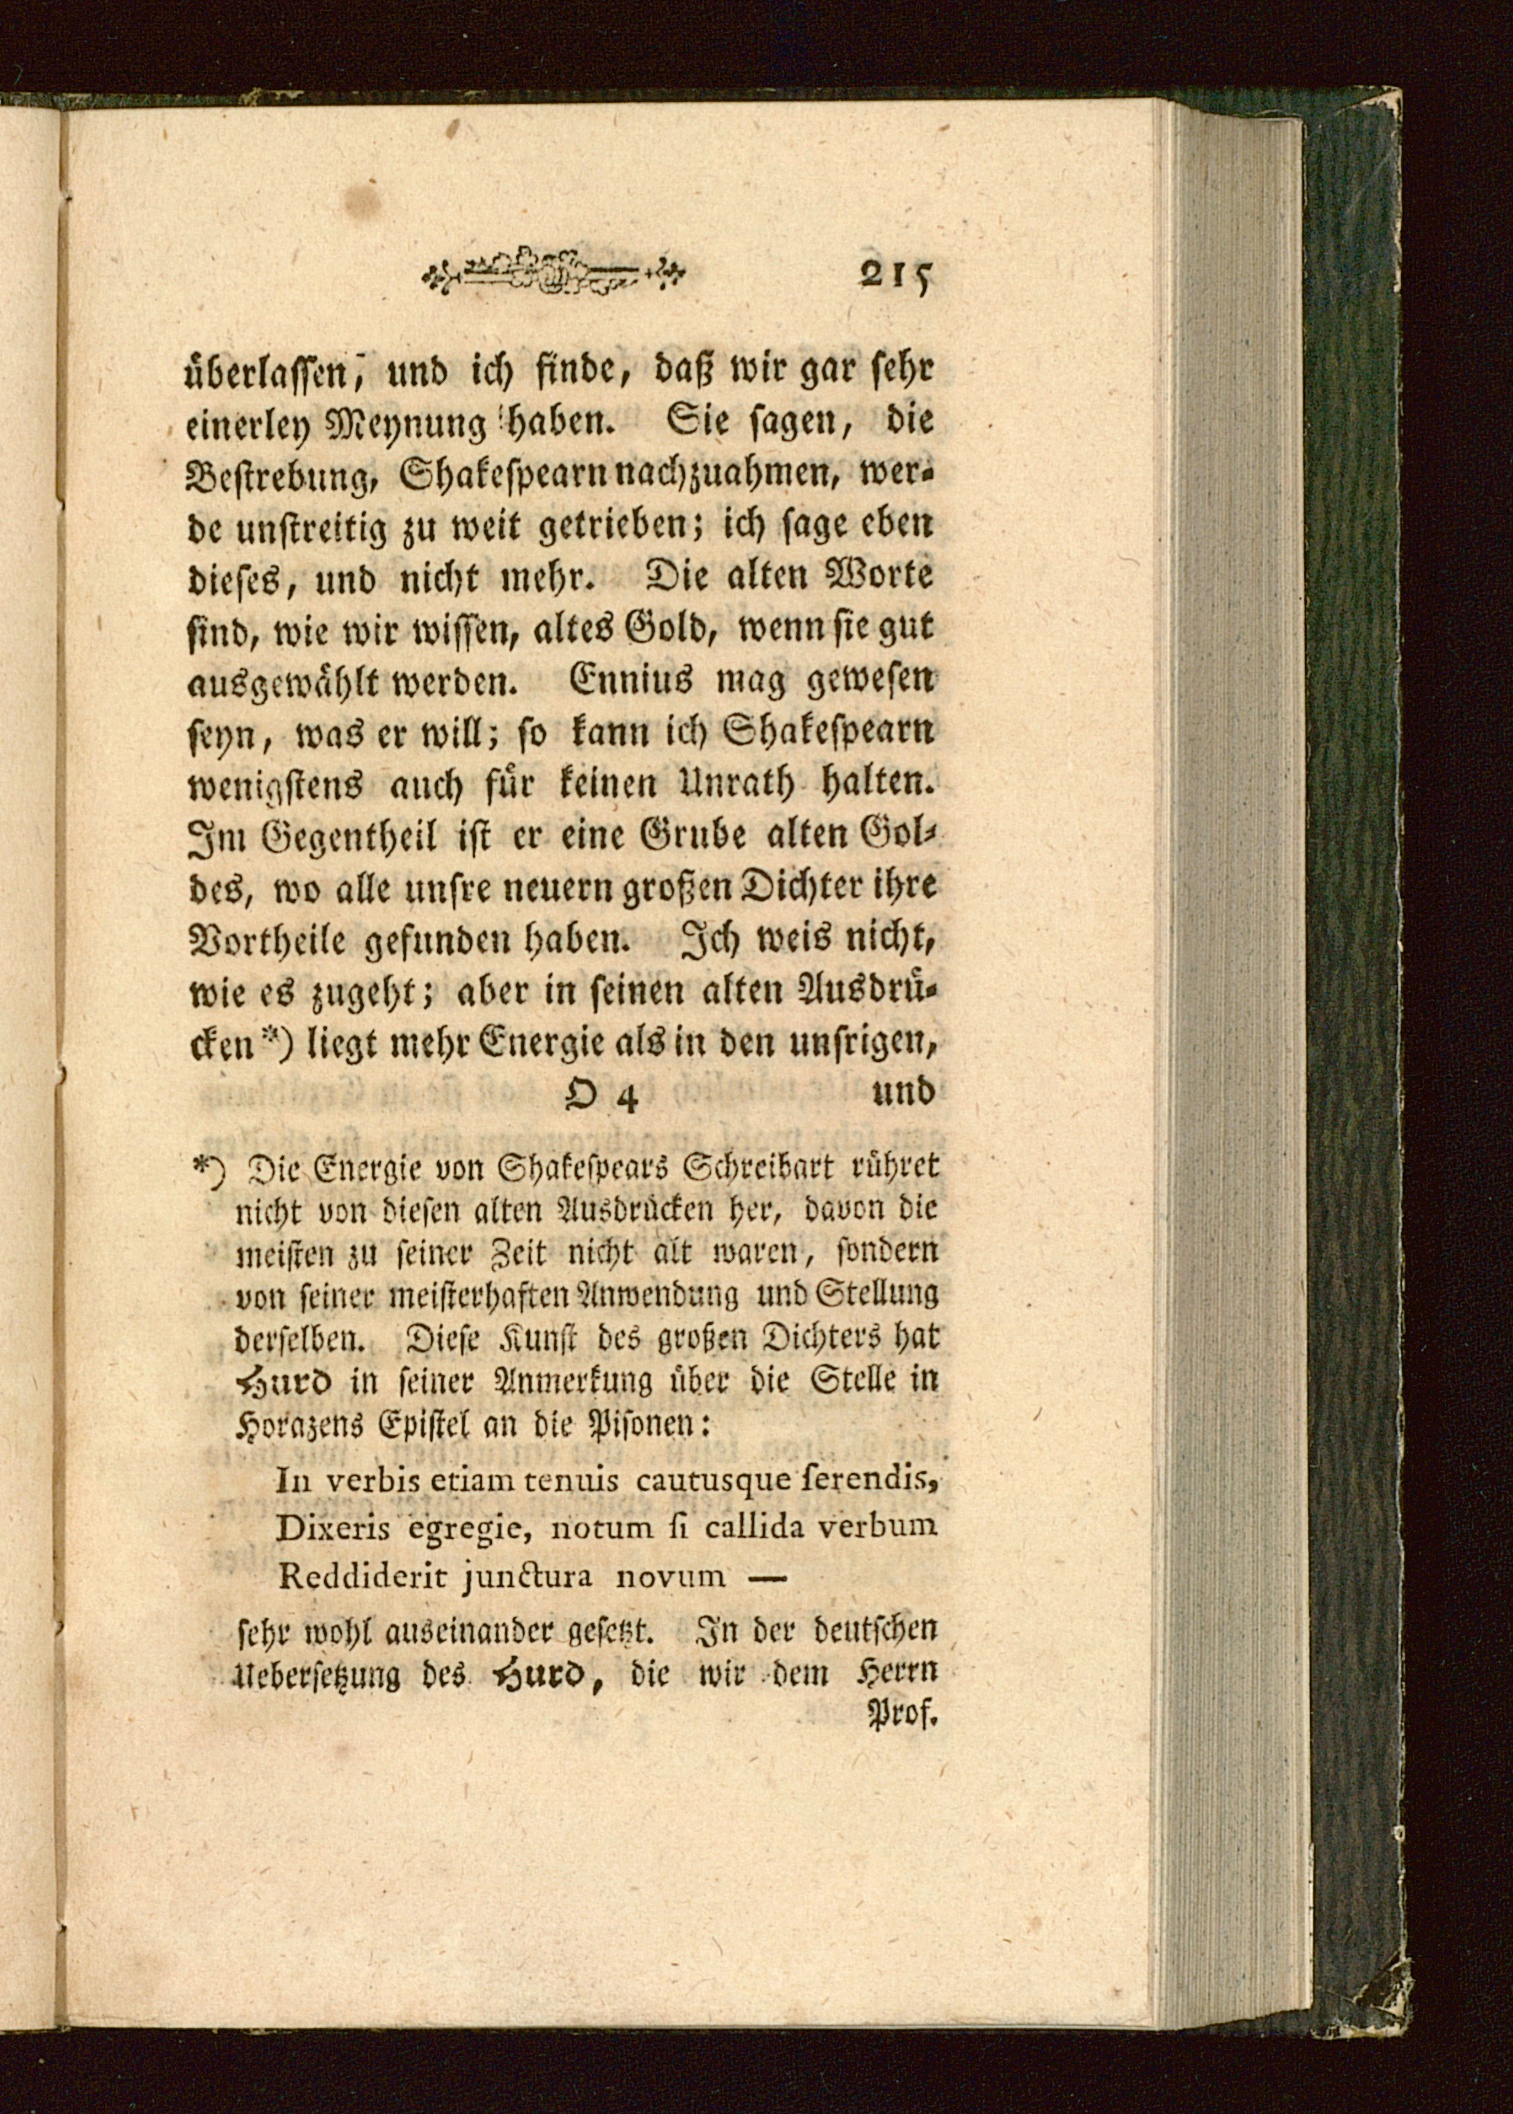 215
überlassen, und ich finde, daß wir gar sehr
einerley Meynung haben. Sie sagen, die
Bestrebung, Shakespearn nachzuahmen, wer-
de unstreitig zu weit getrieben; ich sage eben
dieses, und nicht mehr. Die alten Worte
sind, wie wir wissen, altes Gold, wenn sie gut
ausgewählt werden. Ennius mag gewesen
seyn, was er will; so kann ich Shakespearn
wenigstens auch für keinen Unrath halten.
Im Gegentheil ist er eine Grube alten Gol-
des, wo alle unsre neuern großen Dichter ihre
Vortheile gefunden haben. Ich weis nicht,
wie es zugeht; aber in seinen alten Ausdrü-
cken *) liegt mehr Energie als in den unsrigen,
O 4 und
*) Die Energie von Shakespears Schreibart rühret
nicht von diesen alten Ausdrücken her, davon die
meisten zu seiner Zeit nicht alt waren, sondern
von seiner meisterhaften Anwendung und Stellung
derselben. Diese Kunst des großen Dichters hat
Hurd in seiner Anmerkung über die Stelle in
Horazens Epistel an die Pisonen:
In verbis etiam tenuis cautusque ſerendis,
Dixeris egregie, notum ſi callida verbum
Reddiderit junctura novum —
sehr wohl auseinander gesetzt. In der deutschen
Uebersetzung des Hurd, die wir dem Herrn
Prof.